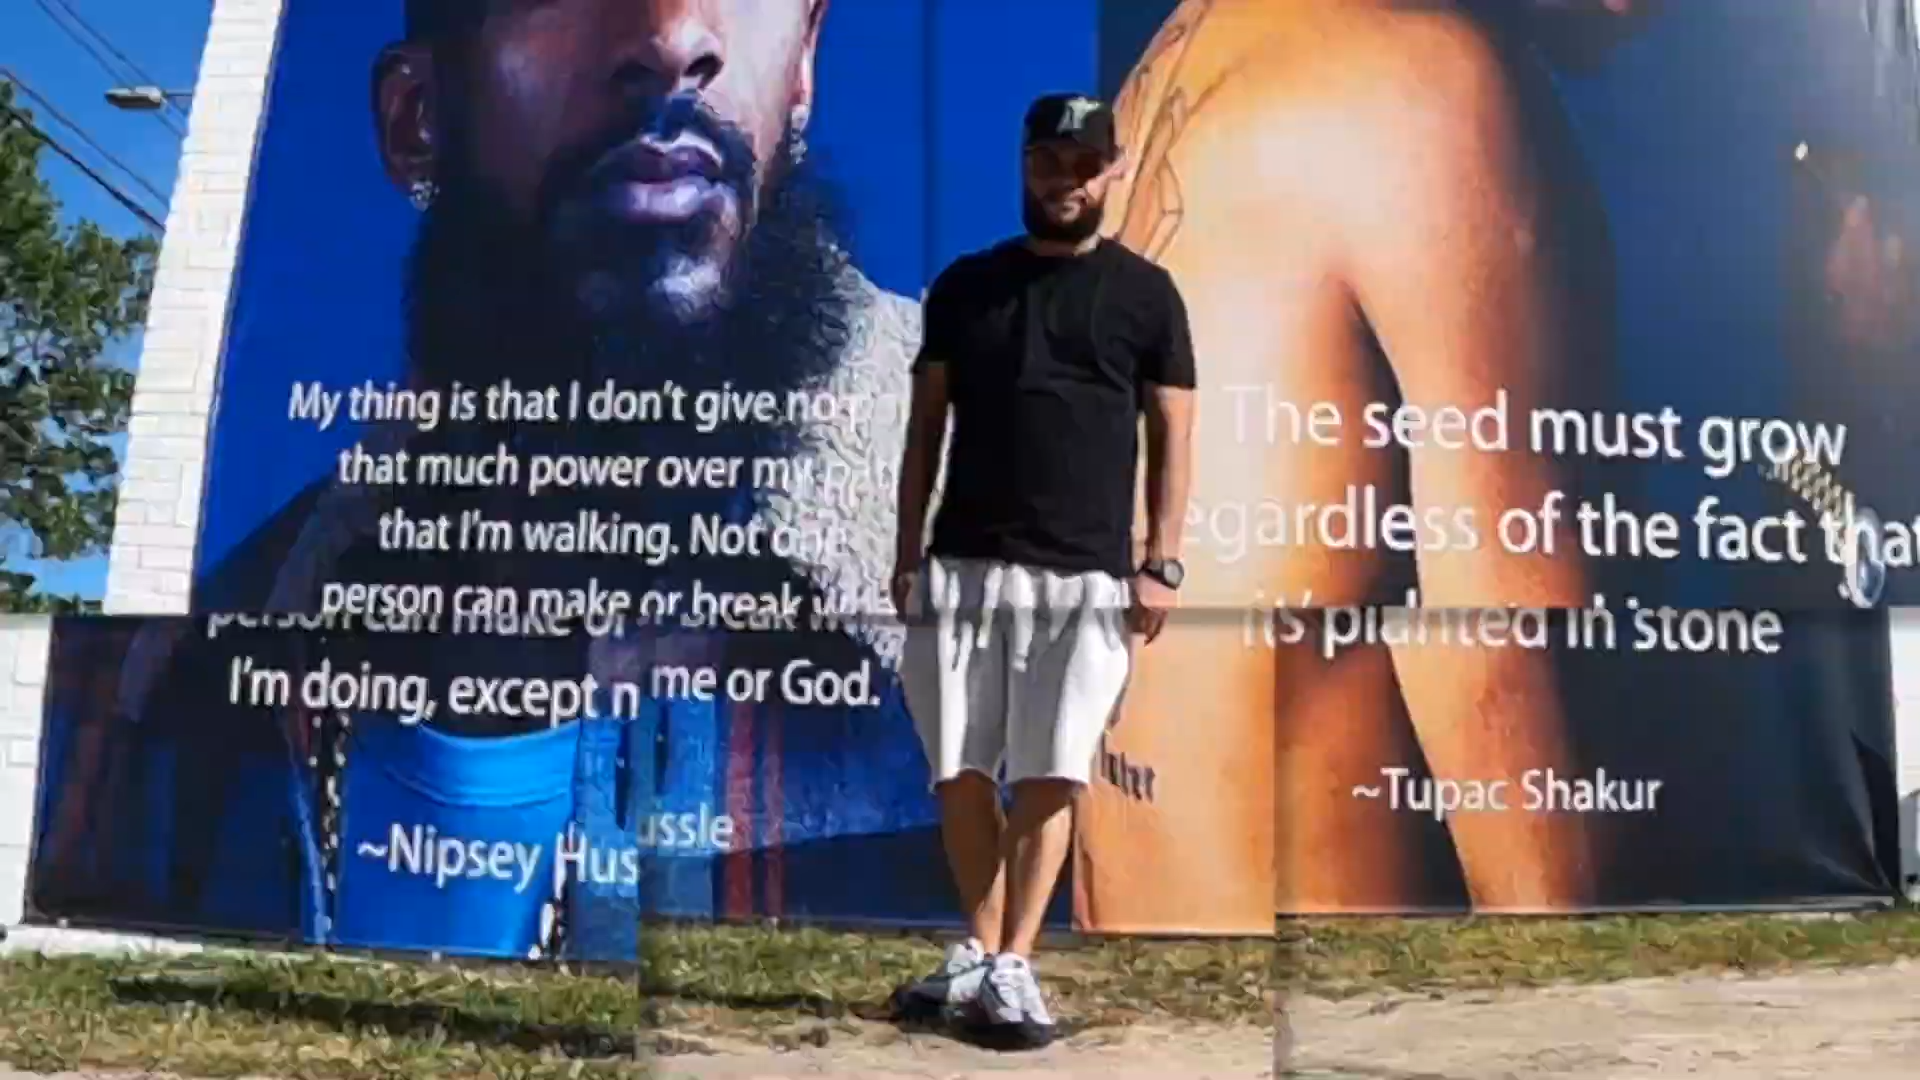 My thing is that I don't give no
that much power over my
that I'm walking. Not one
person can make or break
I'm doing, except me or God.
~Nipsey Hussle
The seed must grow
regardless of the fact that
it's planted in stone
~Tupac Shakur